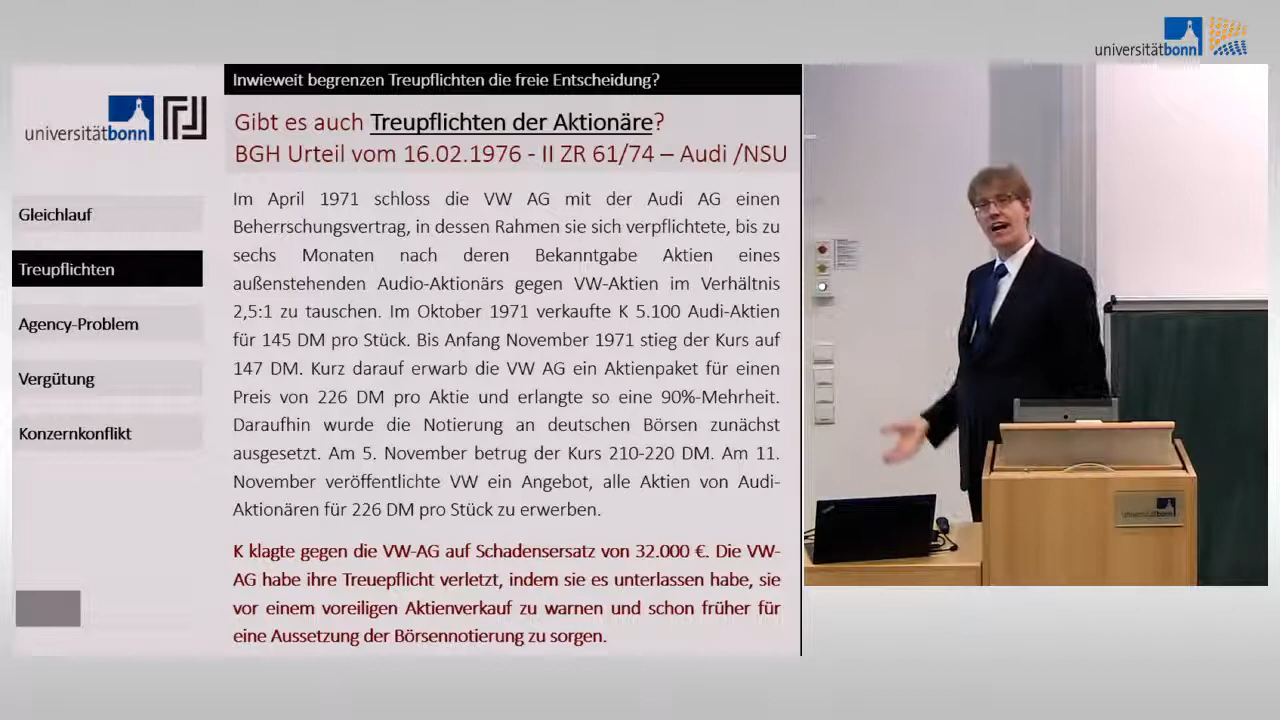 universitätbonn
Inwieweit begrenzen Treupflichten die freie Entscheidung?
universitätbonn
Gibt es auch Treupflichten der Aktionäre?
BGH Urteil vom 16.02.1976 - II ZR 61/74 – Audi /NSU
Gleichlauf
Treupflichten
Agency-Problem
Vergütung
Konzernkonflikt
Im April 1971 schloss die VW AG mit der Audi AG einen
Beherrschungsvertrag, in dessen Rahmen sie sich verpflichtete, bis zu
sechs Monaten nach deren Bekanntgabe Aktien eines
außenstehenden Audio-Aktionärs gegen VW-Aktien im Verhältnis
2,5:1 zu tauschen. Im Oktober 1971 verkaufte K 5.100 Audi-Aktien
für 145 DM pro Stück. Bis Anfang November 1971 stieg der Kurs auf
147 DM. Kurz darauf erwarb die VW AG ein Aktienpaket für einen
Preis von 226 DM pro Aktie und erlangte so eine 90%-Mehrheit.
Daraufhin wurde die Notierung an deutschen Börsen zunächst
ausgesetzt. Am 5. November betrug der Kurs 210-220 DM. Am 11.
November veröffentlichte VW ein Angebot, alle Aktien von Audi-
Aktionären für 226 DM pro Stück zu erwerben.
K klagte gegen die VW-AG auf Schadensersatz von 32.000 €. Die VW-
AG habe ihre Treuepflicht verletzt, indem sie es unterlassen habe, sie
vor einem voreiligen Aktienverkauf zu warnen und schon früher für
eine Aussetzung der Börsennotierung zu sorgen.